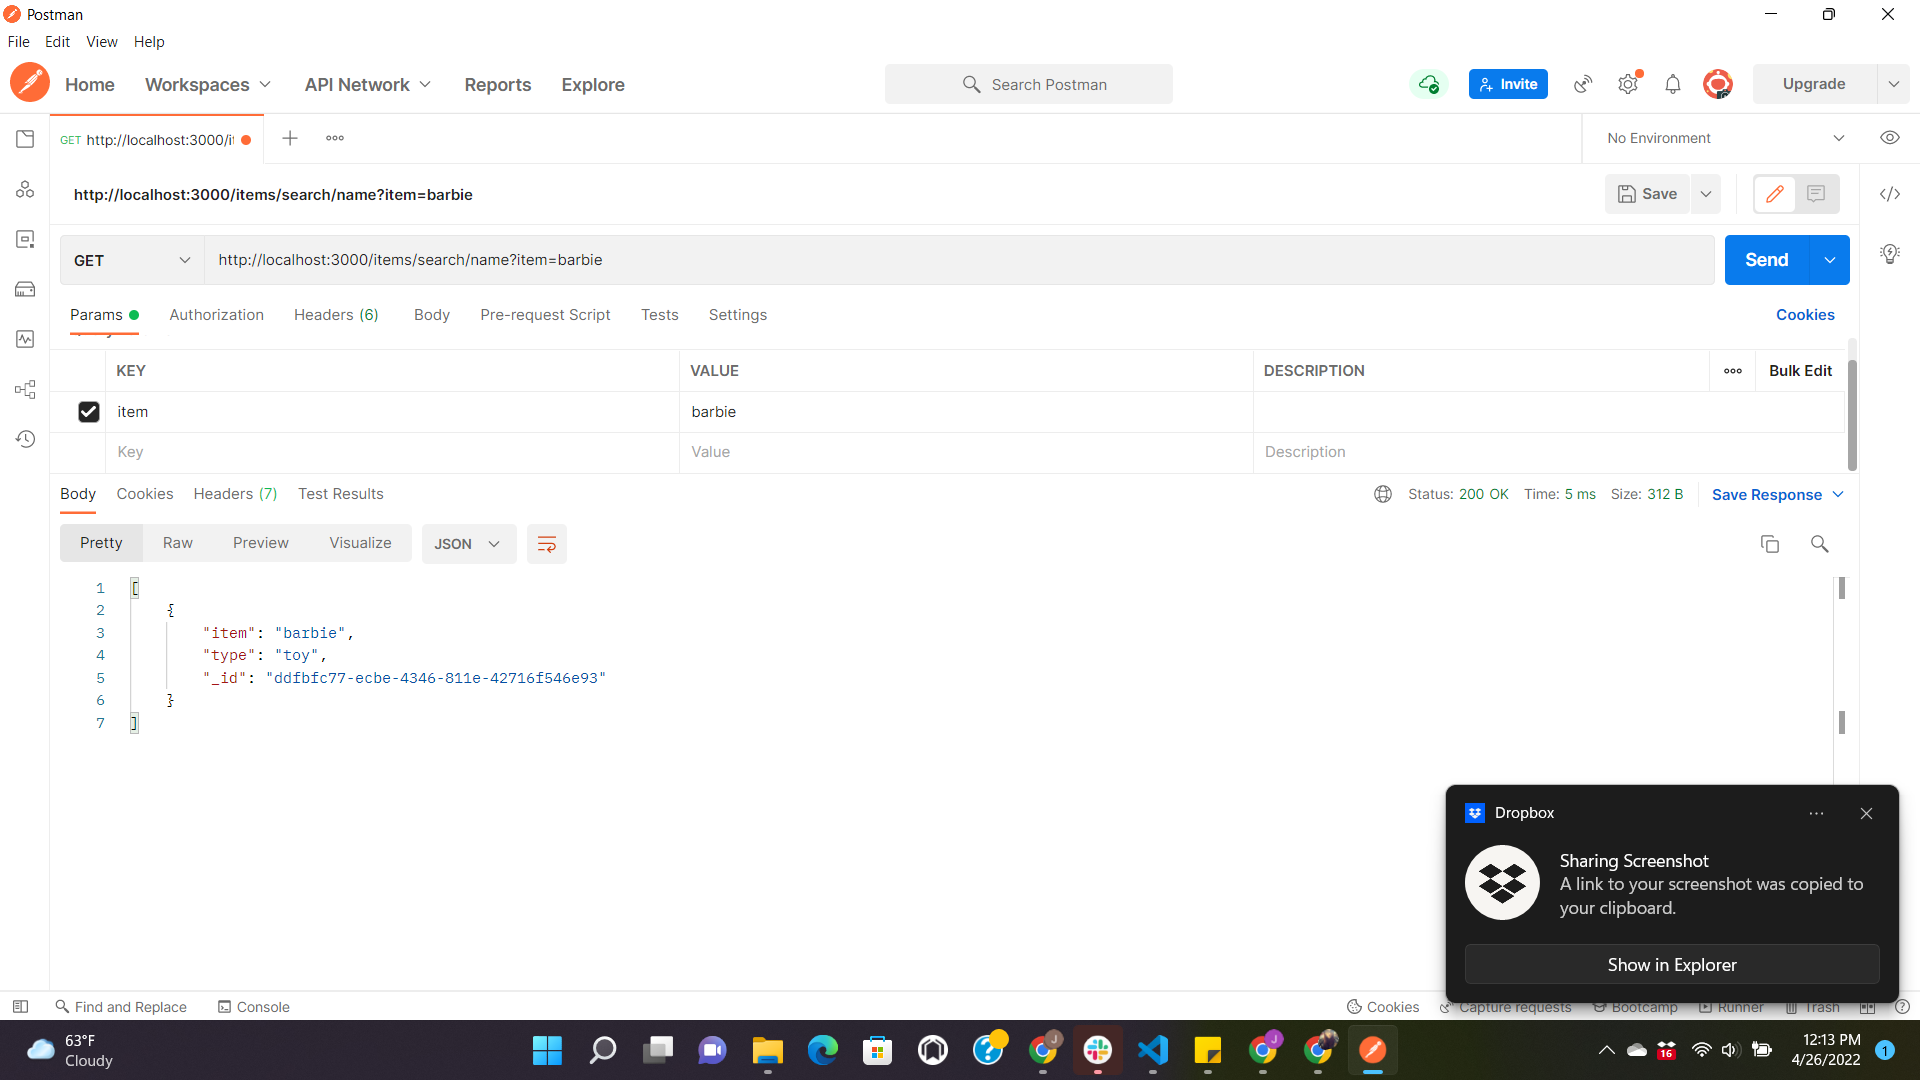 Postman
File Edit View Help
Home Workspaces API Network Reports Explore Search Postman Invite Upgrade
GET http://localhost:3000/it No Environment
http://localhost:3000/items/search/name?item=barbie Save
GET http://localhost:3000/items/search/name?item=barbie Send
Params Authorization Headers (6) Body Pre-request Script Tests Settings Cookies
KEY VALUE DESCRIPTION Bulk Edit
item barbie
Key Value Description
Body Cookies Headers (7) Test Results Status: 200 OK Time: 5 ms Size: 312 B Save Response
Pretty Raw Preview Visualize JSON
1 [
2 {
3 "item": "barbie",
4 "type": "toy",
5 "_id": "ddfbfc77-ecbe-4346-811e-42716f546e93"
6 }
7 ]
Dropbox
Sharing Screenshot
A link to your screenshot was copied to
your clipboard.
Show in Explorer
Find and Replace Console Cookies Capture requests Bootcamp Runner Trash
63°F
Cloudy
J J 16 12:13 PM
4/26/2022 1